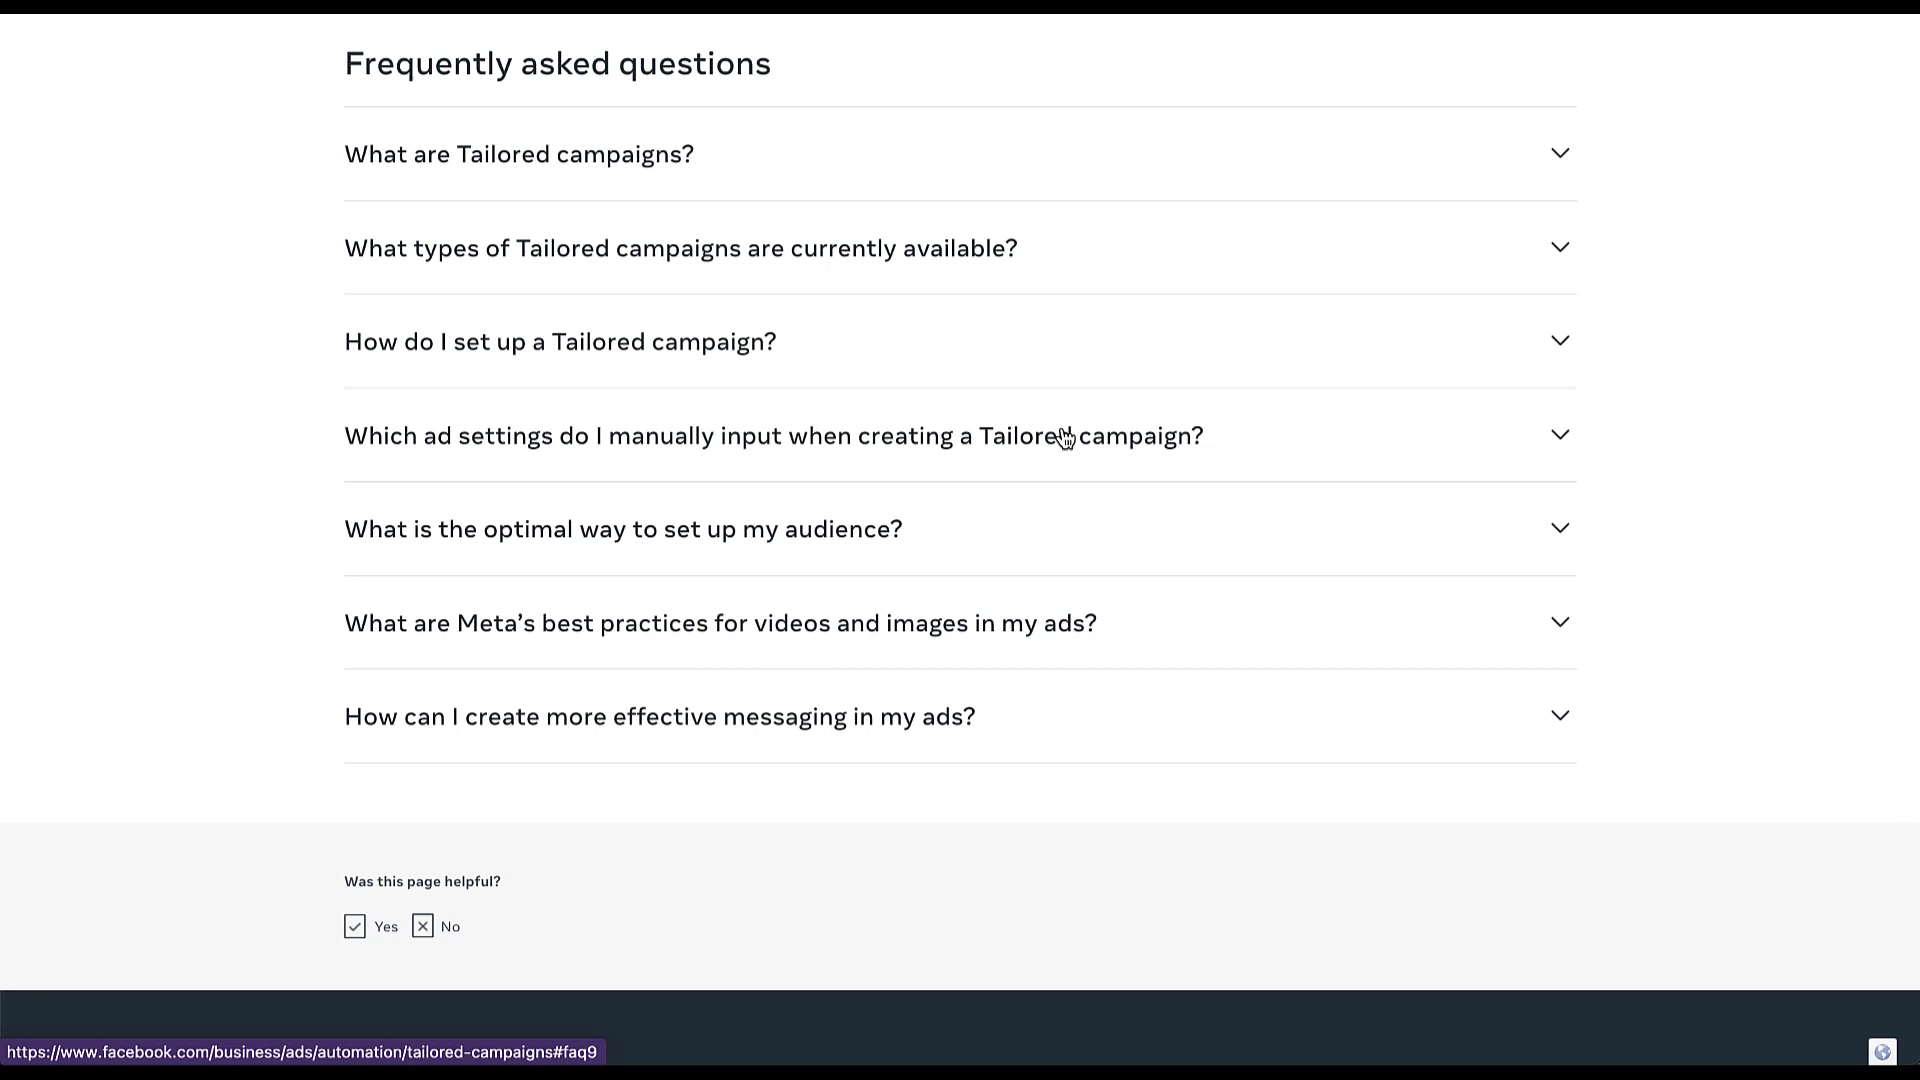 Frequently asked questions
What are Tailored campaigns?
What types of Tailored campaigns are currently available?
How do I set up a Tailored campaign?
Which ad settings do I manually input when creating a Tailored campaign?
What is the optimal way to set up my audience?
What are Meta’s best practices for videos and images in my ads?
How can I create more effective messaging in my ads?
Was this page helpful?
Yes No
https://www.facebook.com/business/ads/automation/tailored-campaigns#faq9